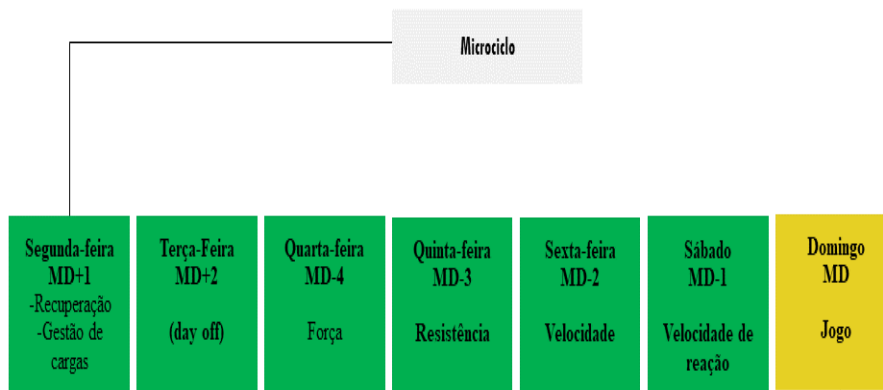 Microciclo
Segunda-feira
MD+1
-Recuperação
-Gestão de
cargas
Terça-Feira
MD+2
(day off)
Quarta-feira
MD-4
Força
Quinta-feira
MD-3
Resistência
Sexta-feira
MD-2
Velocidade
Sábado
MD-1
Velocidade de
reação
Domingo
MD
Jogo